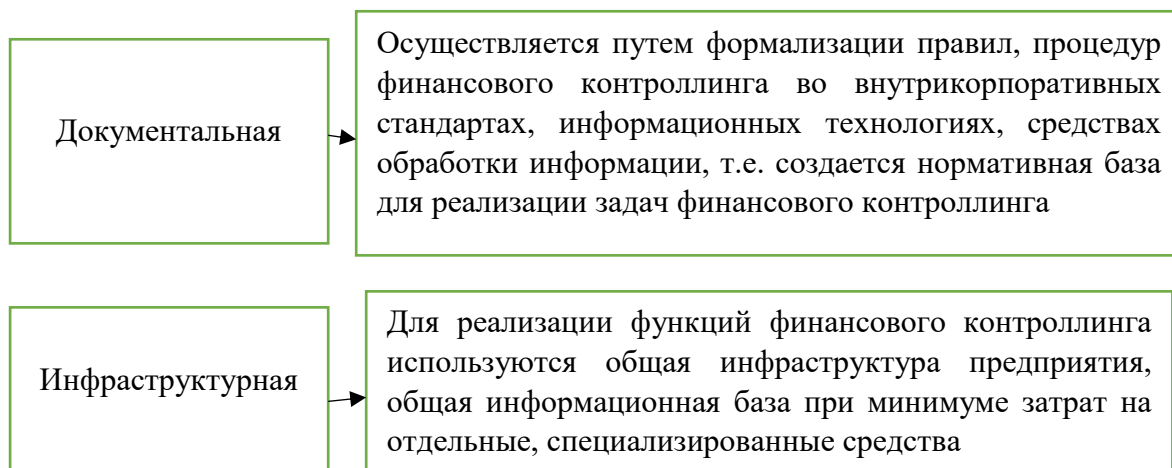 Документальная
Осуществляется путем формализации правил, процедур
финансового контроллинга во внутрикорпоративных
стандартах, информационных технологиях, средствах
обработки информации, т.е. создается нормативная база
для реализации задач финансового контроллинга
Инфраструктурная
Для реализации функций финансового контроллинга
используются общая инфраструктура предприятия,
общая информационная база при минимуме затрат на
отдельные, специализированные средства